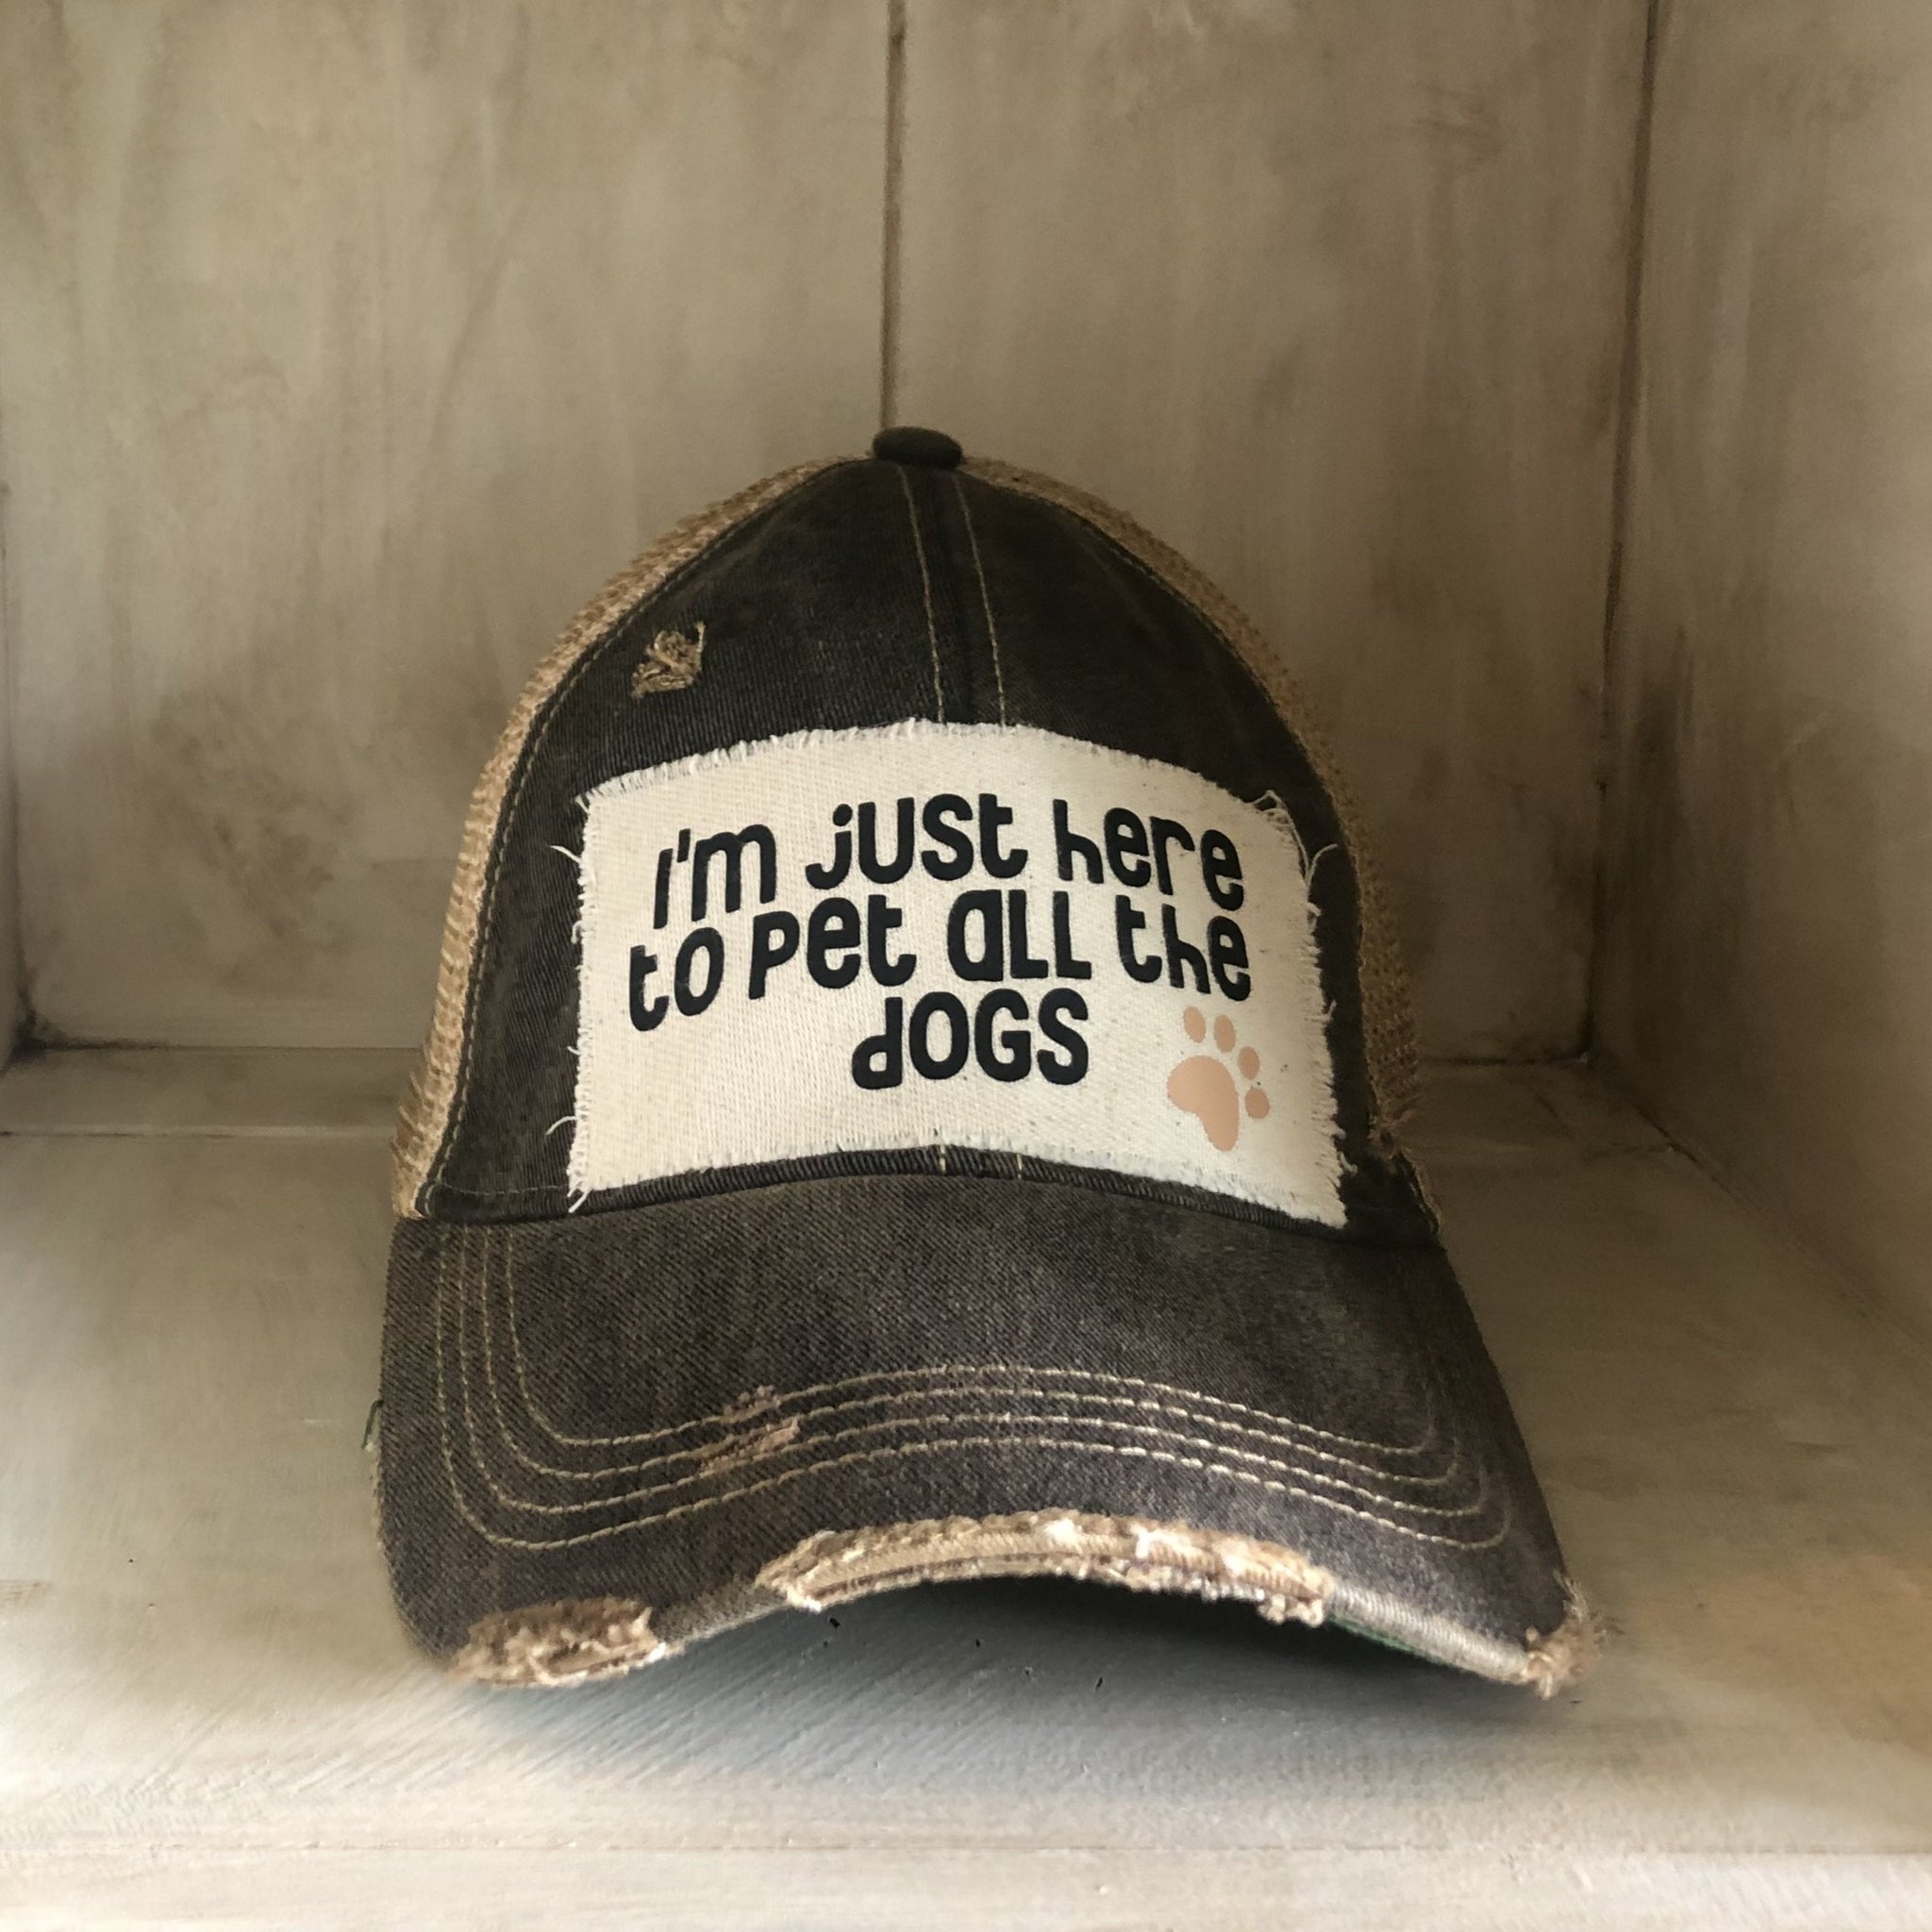 I'm just here
to pet all the
dogs